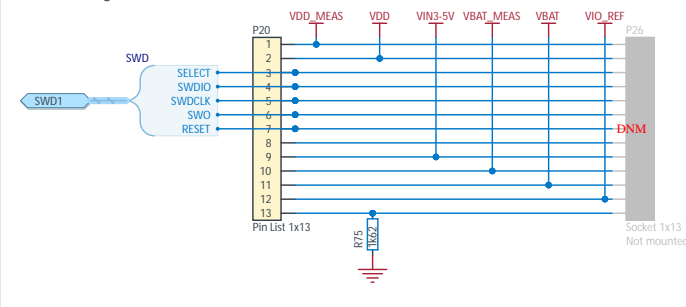 VDD_MEAS VDD VIN3-5V VBAT_MEAS VBAT VIO_REF
P20 P26
SWD
SWD1
SELECT
SWDIO
SWDCLK
SWO
RESET
1
2
3
4
5
6
7
8
9
10
11
12
13
DNM
Pin List 1x13
Socket 1x13
Not mounted
R75
1k62